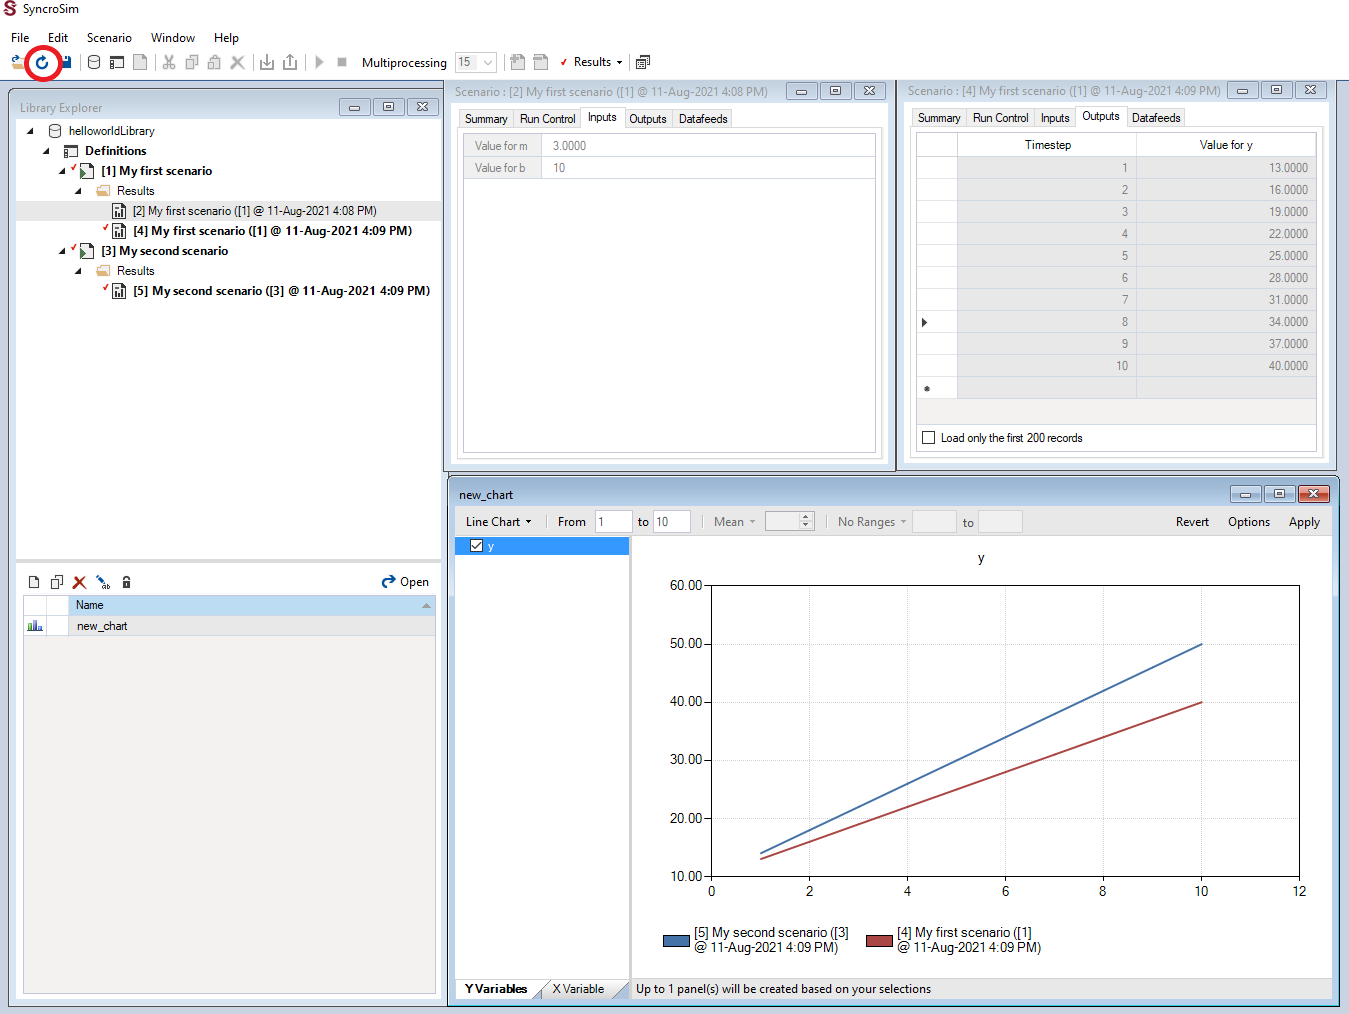 SyncroSim
File Edit Scenario Window Help
Multiprocessing 15 Results
Library Explorer
helloworldLibrary
Definitions
[1] My first scenario
Results
[2] My first scenario ([1] @ 11-Aug-2021 4:08 PM)
[4] My first scenario ([1] @ 11-Aug-2021 4:09 PM)
[3] My second scenario
Results
[5] My second scenario ([3] @ 11-Aug-2021 4:09 PM)
Open
Name
new_chart
Scenario : [2] My first scenario ([1] @ 11-Aug-2021 4:08 PM)
Summary Run Control Inputs Outputs Datafeeds
Value for m 3.0000
Value for b 10
Scenario : [4] My first scenario ([1] @ 11-Aug-2021 4:09 PM)
Summary Run Control Inputs Outputs Datafeeds
Timestep Value for y
1 13.0000
2 16.0000
3 19.0000
4 22.0000
5 25.0000
6 28.0000
7 31.0000
8 34.0000
9 37.0000
10 40.0000
Load only the first 200 records
new_chart
Line Chart From 1 to 10 Mean No Ranges to Revert Options Apply
y
y
60.00
50.00
40.00
30.00
20.00
10.00
0 2 4 6 8 10 12
[5] My second scenario ([3]
@ 11-Aug-2021 4:09 PM)
[4] My first scenario ([1]
@ 11-Aug-2021 4:09 PM)
Y Variables X Variable Up to 1 panel(s) will be created based on your selections